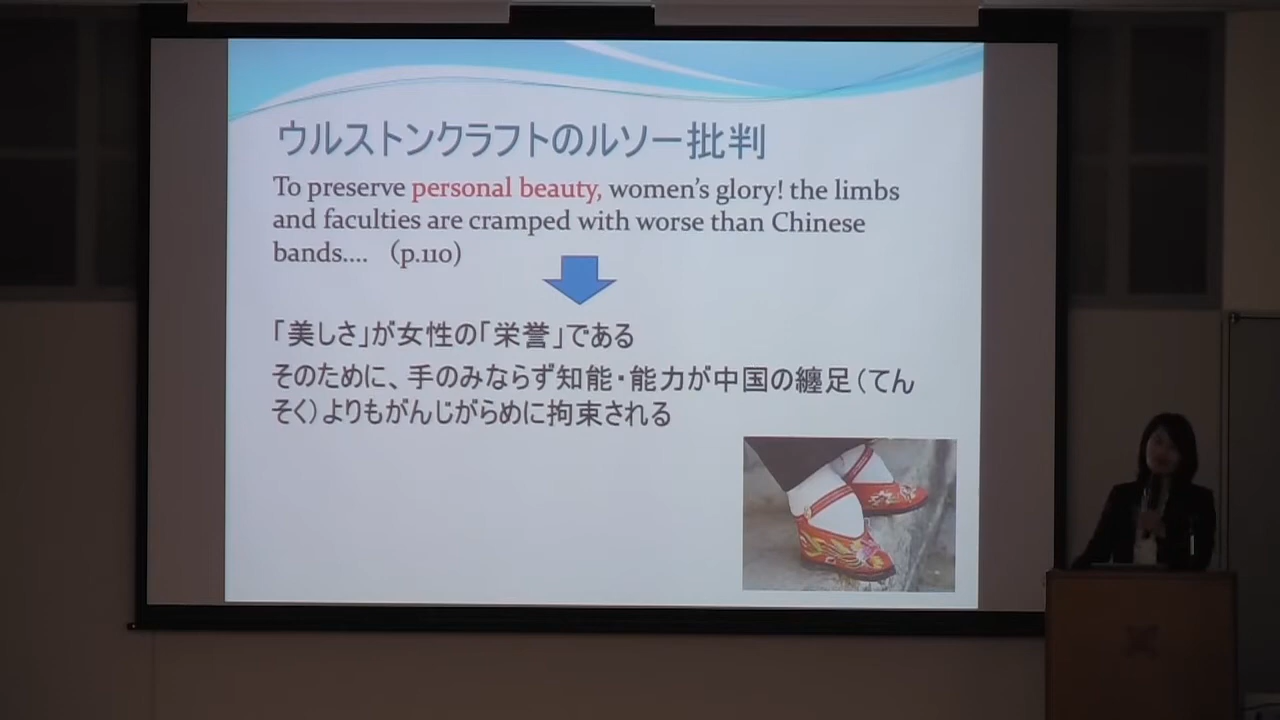 ウルストンクラフトのルソー批判
To preserve personal beauty, women's glory! the limbs
and faculties are cramped with worse than Chinese
bands.... (p.110)
「美しさ」が女性の「栄誉」である
そのために、手のみならず知能・能力が中国の纏足（てん
そく）よりもがんじがらめに拘束される